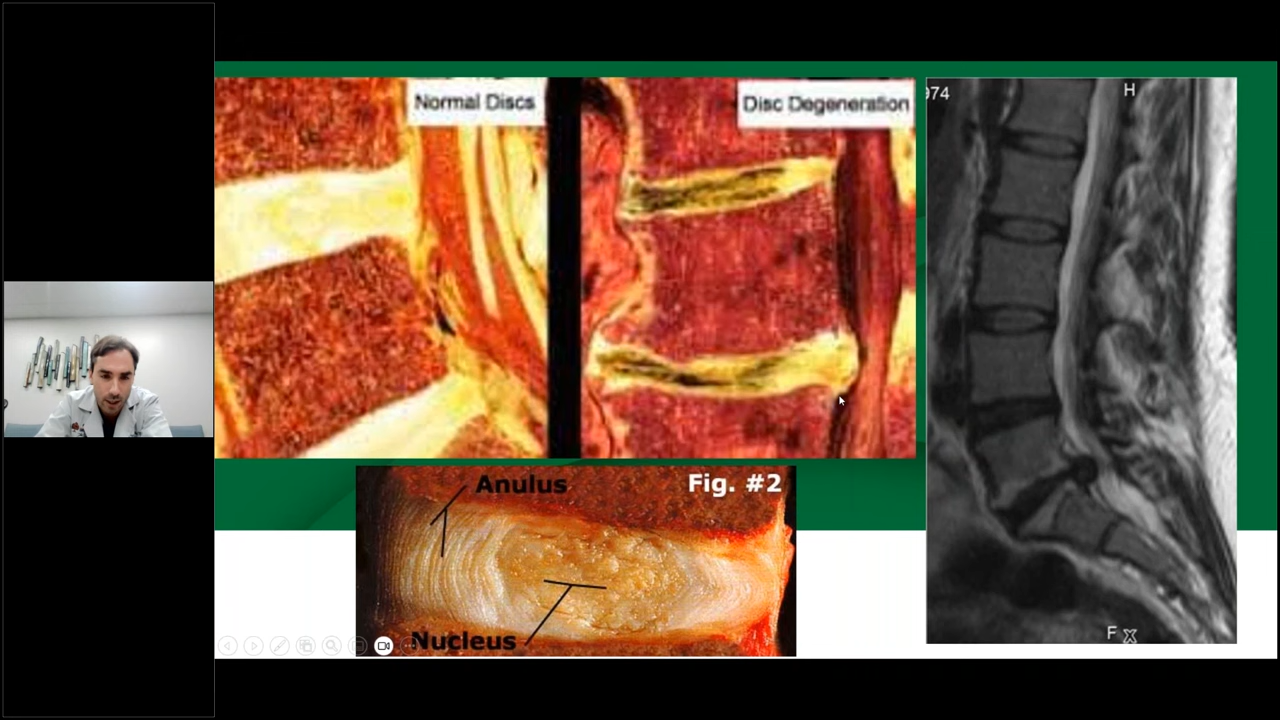 Normal Discs
Disc Degeneration
974
H
Anulus
Fig. #2
Nucleus
F